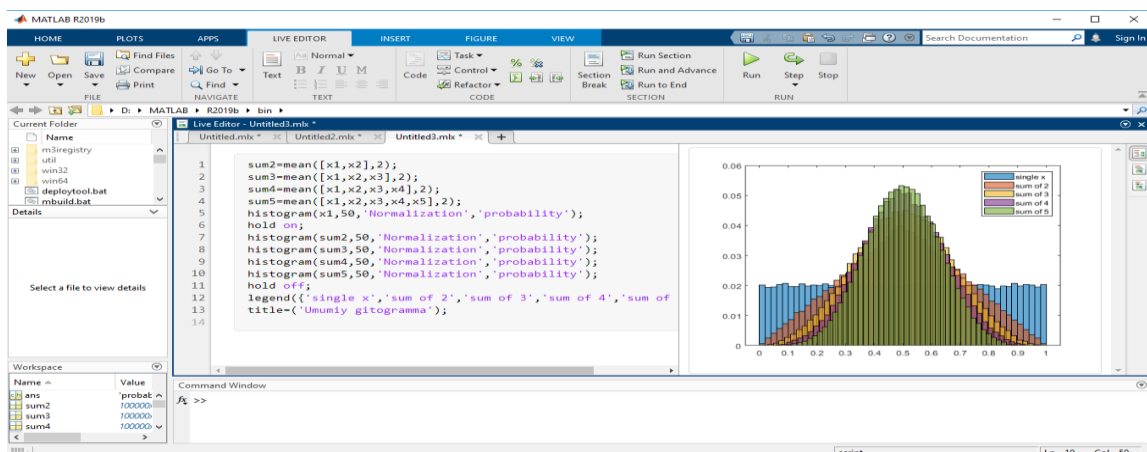 MATLAB R2019b
HOME PLOTS APPS LIVE EDITOR INSERT FIGURE VIEW Search Documentation Sign In
New Open Save Find Files Compare Print
FILE
Go To Find
NAVIGATE
Text Normal B I U M
TEXT
Code Task Control Refactor
CODE
Section Break Run Section Run and Advance Run to End
SECTION
Run Step Stop
RUN
D: MATLAB R2019b bin
Current Folder
Name
m3iregistry
util
win32
win64
deploytool.bat
mbuild.bat
Details
Select a file to view details
Workspace
Name Value
ans 'probab
sum2 100000
sum3 100000
sum4 100000
Live Editor - Untitled3.mlx *
Untitled.mlx * Untitled2.mlx * Untitled3.mlx * +
1 sum2=mean([x1,x2],2);
2 sum3=mean([x1,x2,x3],2);
3 sum4=mean([x1,x2,x3,x4],2);
4 sum5=mean([x1,x2,x3,x4,x5],2);
5 histogram(x1,50,'Normalization','probability');
6 hold on;
7 histogram(sum2,50,'Normalization','probability');
8 histogram(sum3,50,'Normalization','probability');
9 histogram(sum4,50,'Normalization','probability');
10 histogram(sum5,50,'Normalization','probability');
11 hold off;
12 legend({'single x','sum of 2','sum of 3','sum of 4','sum of
13 title=('Umumiy gitogramma');
14
0.06
0.05
0.04
0.03
0.02
0.01
0
0 0.1 0.2 0.3 0.4 0.5 0.6 0.7 0.8 0.9 1
single x
sum of 2
sum of 3
sum of 4
sum of 5
Command Window
fx >>
script